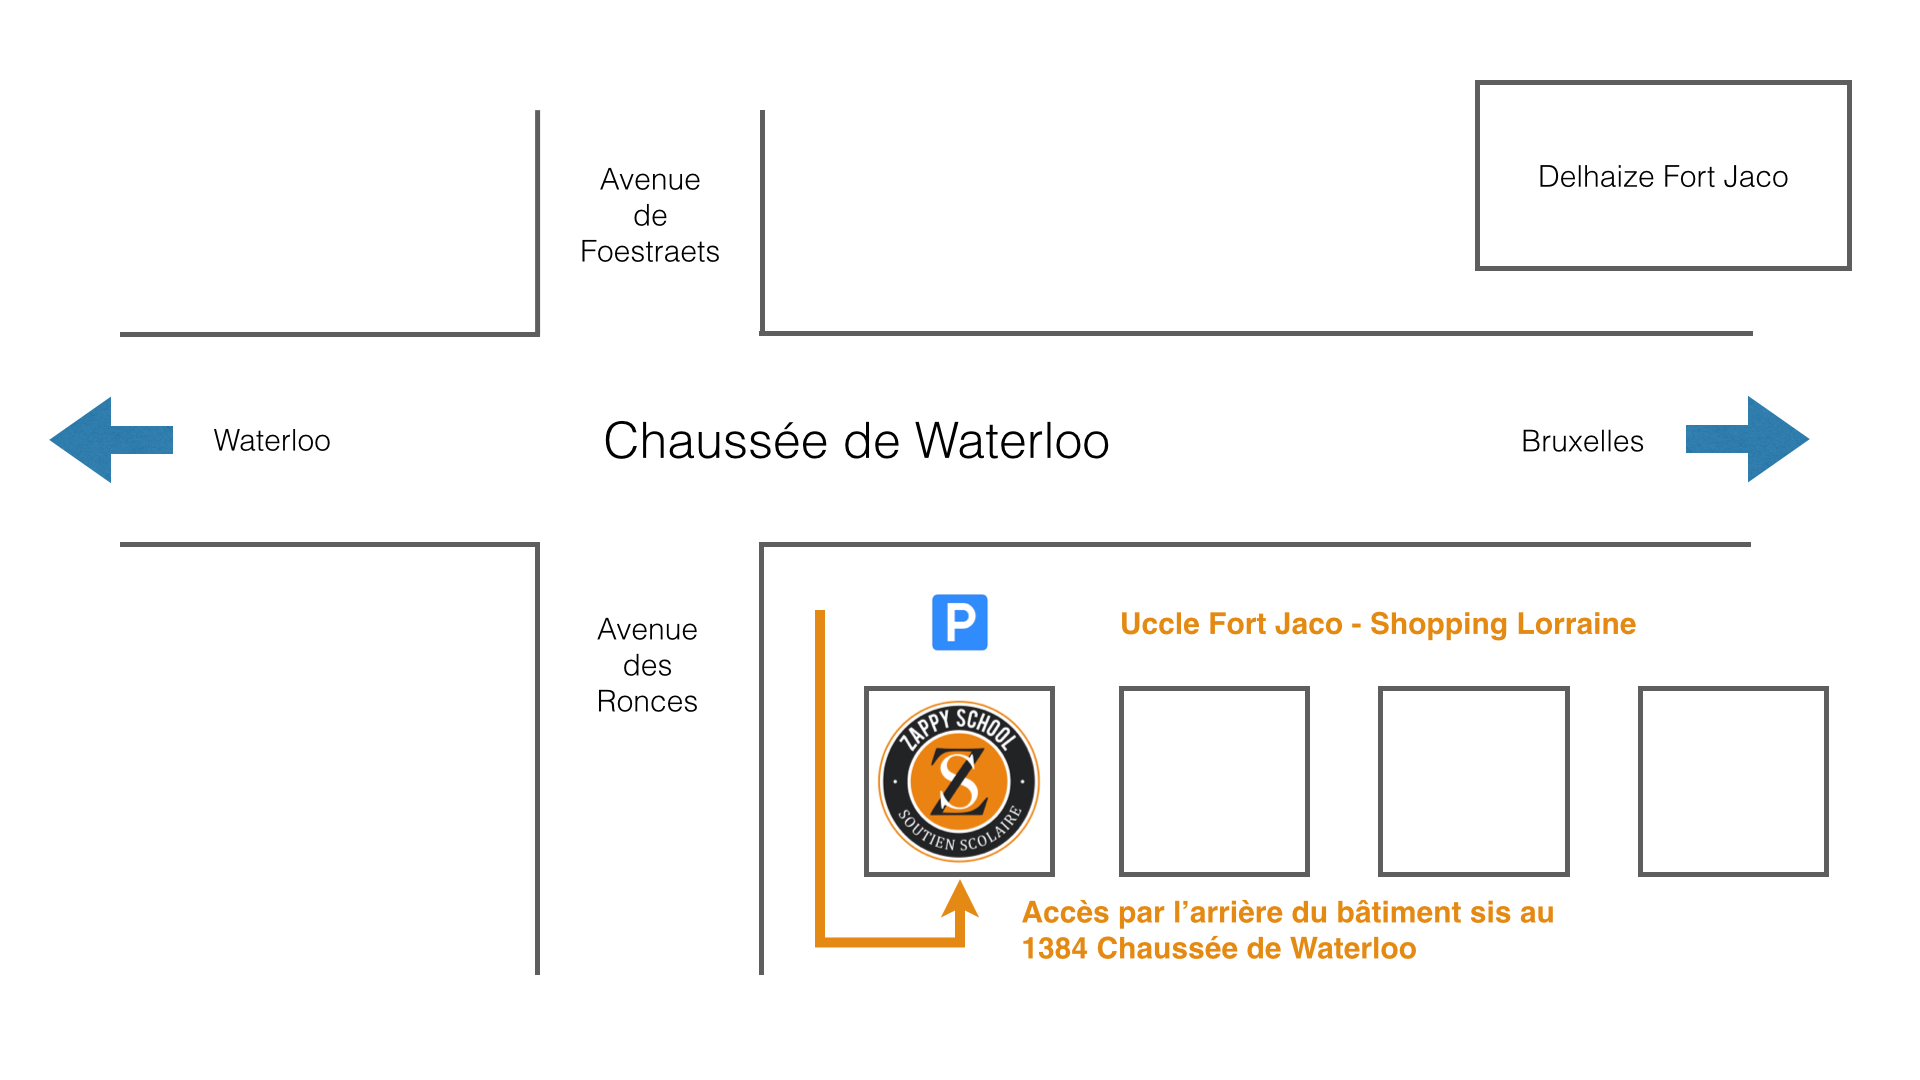 Avenue
de
Foestraets
Delhaize Fort Jaco
Waterloo
Chaussée de Waterloo
Bruxelles
Avenue
des
Ronces
P
Uccle Fort Jaco - Shopping Lorraine
ZAPPY SCHOOL
ZS
SOUTIEN SCOLAIRE
Accès par l’arrière du bâtiment sis au
1384 Chaussée de Waterloo